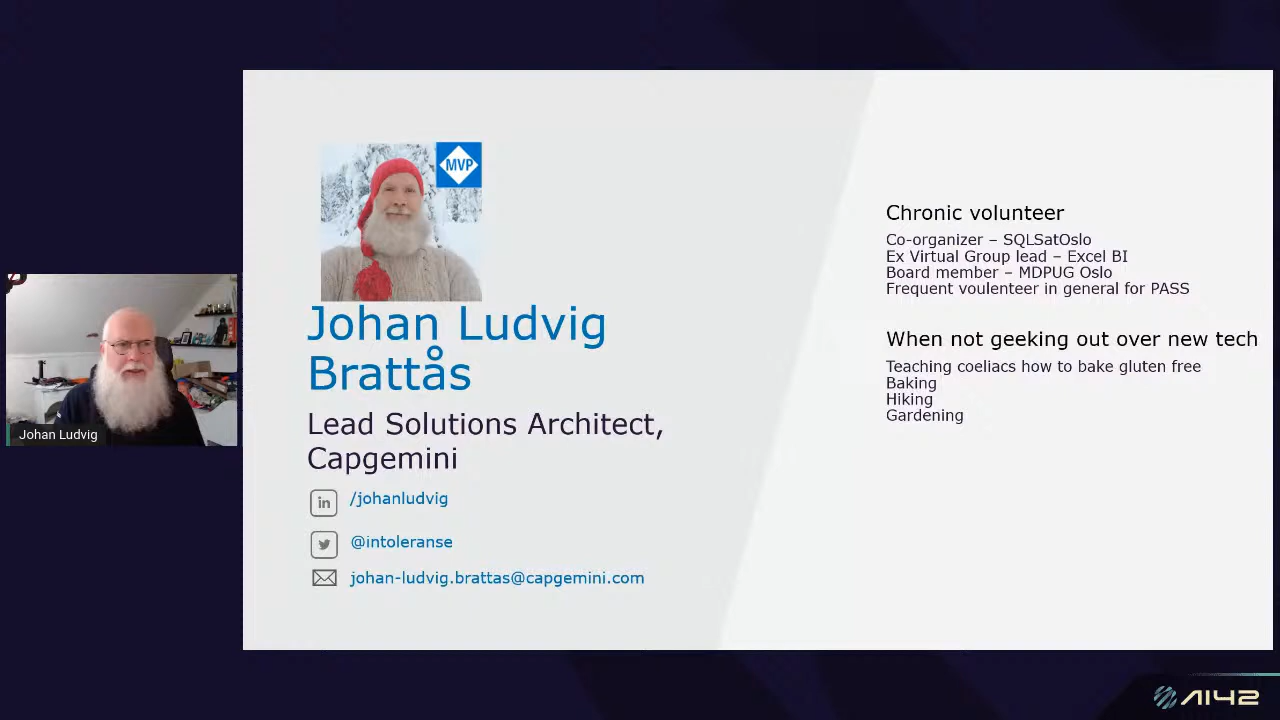 MVP
Johan Ludvig
Brattås
Lead Solutions Architect,
Capgemini
in
/johanludvig
@intoleranse
johan-ludvig.brattas@capgemini.com
Chronic volunteer
Co-organizer – SQLSatOslo
Ex Virtual Group lead – Excel BI
Board member – MDPUG Oslo
Frequent voulenteer in general for PASS
When not geeking out over new tech
Teaching coeliacs how to bake gluten free
Baking
Hiking
Gardening
Johan Ludvig
AI42